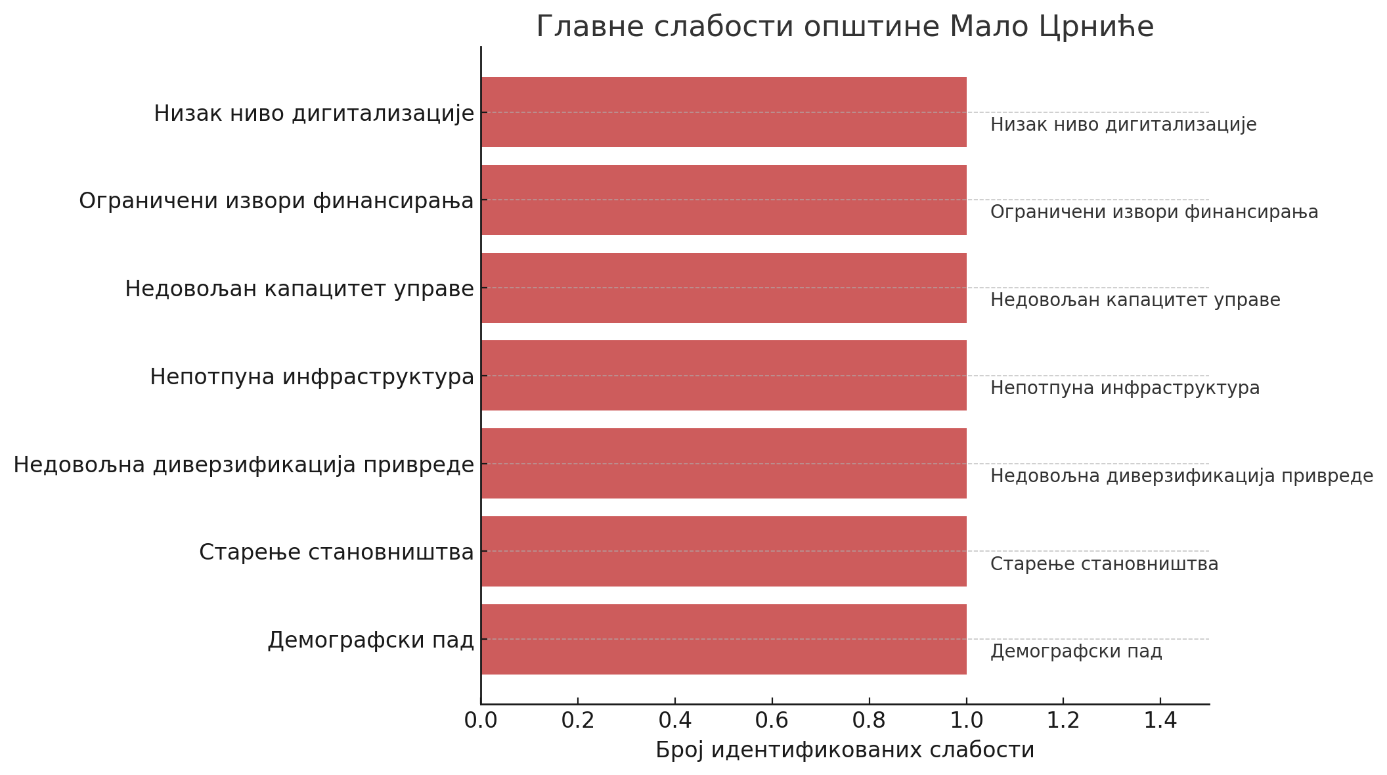 Главне слабости општине Мало Црниће
Низак ниво дигитализације
Низак ниво дигитализације
Ограничени извори финансирања
Ограничени извори финансирања
Недовољан капацитет управе
Недовољан капацитет управе
Непотпуна инфраструктура
Непотпуна инфраструктура
Недовољна диверзификација привреде
Недовољна диверзификација привреде
Старење становништва
Старење становништва
Демографски пад
Демографски пад
0.0 0.2 0.4 0.6 0.8 1.0 1.2 1.4
Број идентификованих слабости